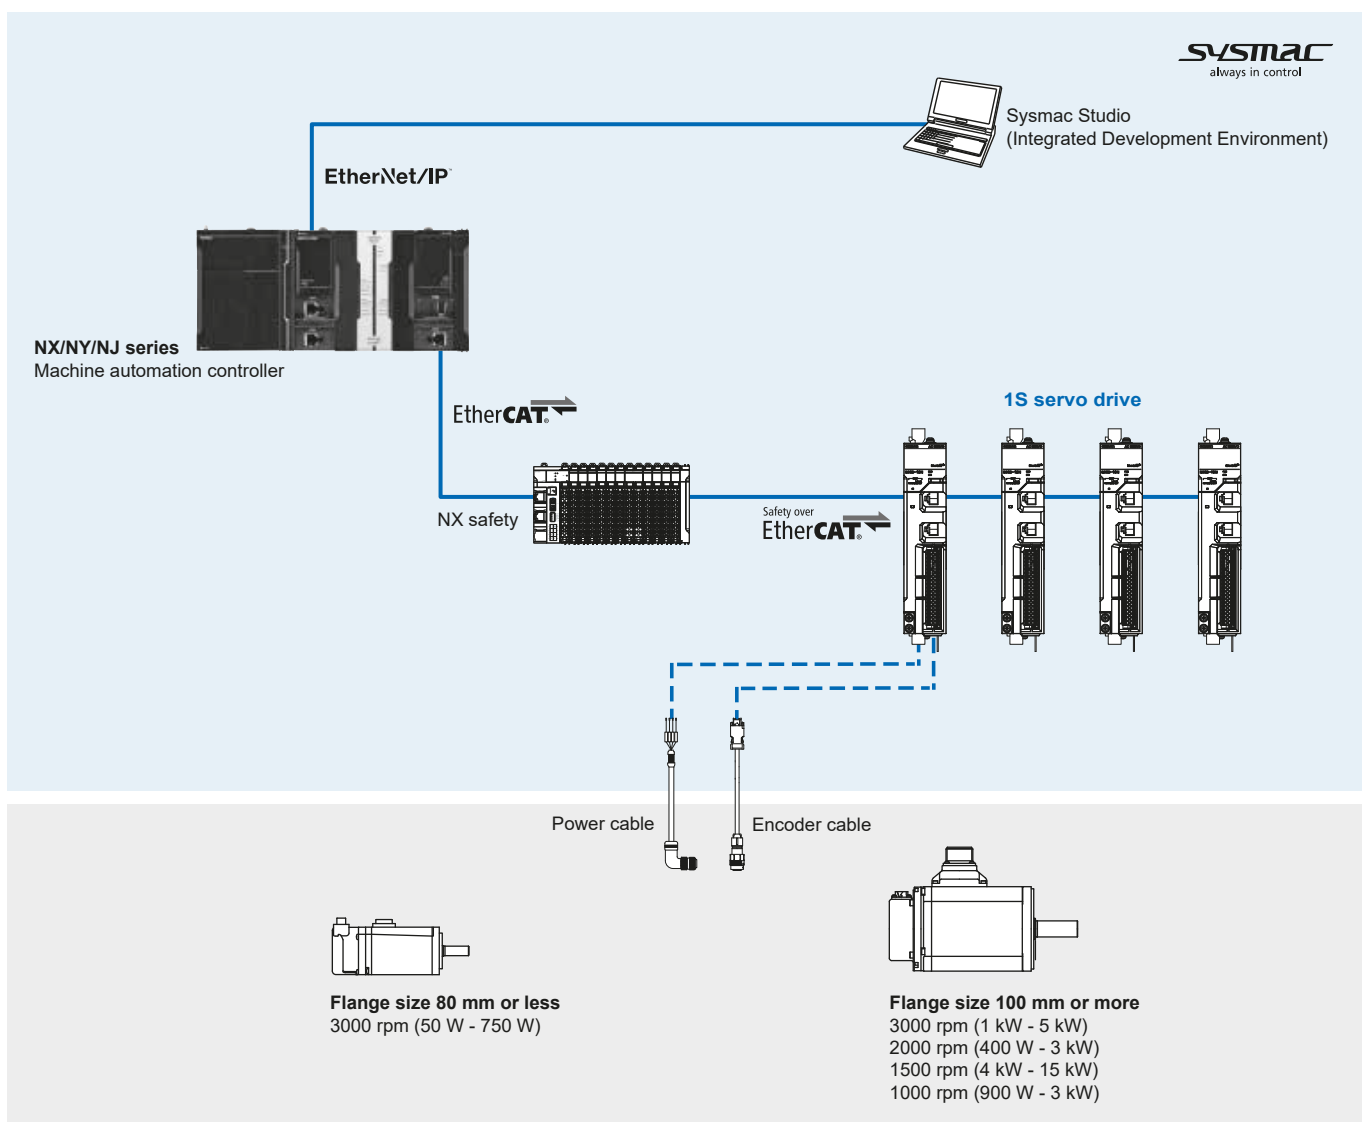 sysmac
always in control
Sysmac Studio
(Integrated Development Environment)
EtherNet/IP™
NX/NY/NJ series
Machine automation controller
EtherCAT®
1S servo drive
NX safety
Safety over
EtherCAT®
Power cable
Encoder cable
Flange size 80 mm or less
3000 rpm (50 W - 750 W)
Flange size 100 mm or more
3000 rpm (1 kW - 5 kW)
2000 rpm (400 W - 3 kW)
1500 rpm (4 kW - 15 kW)
1000 rpm (900 W - 3 kW)